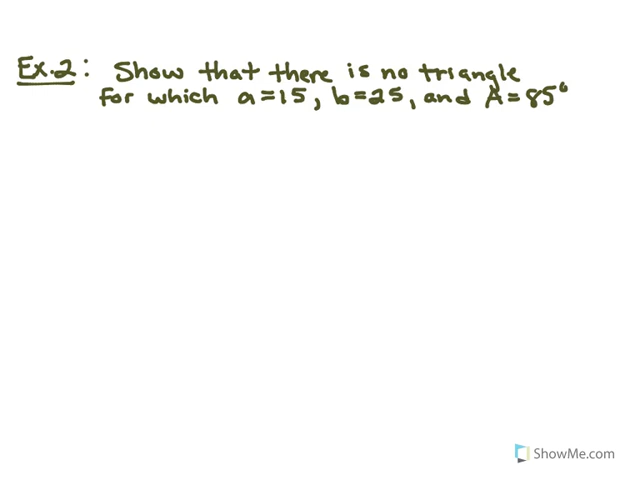 Ex.2: Show that there is no triangle
for which a=15, b=25, and A=85°
ShowMe.com